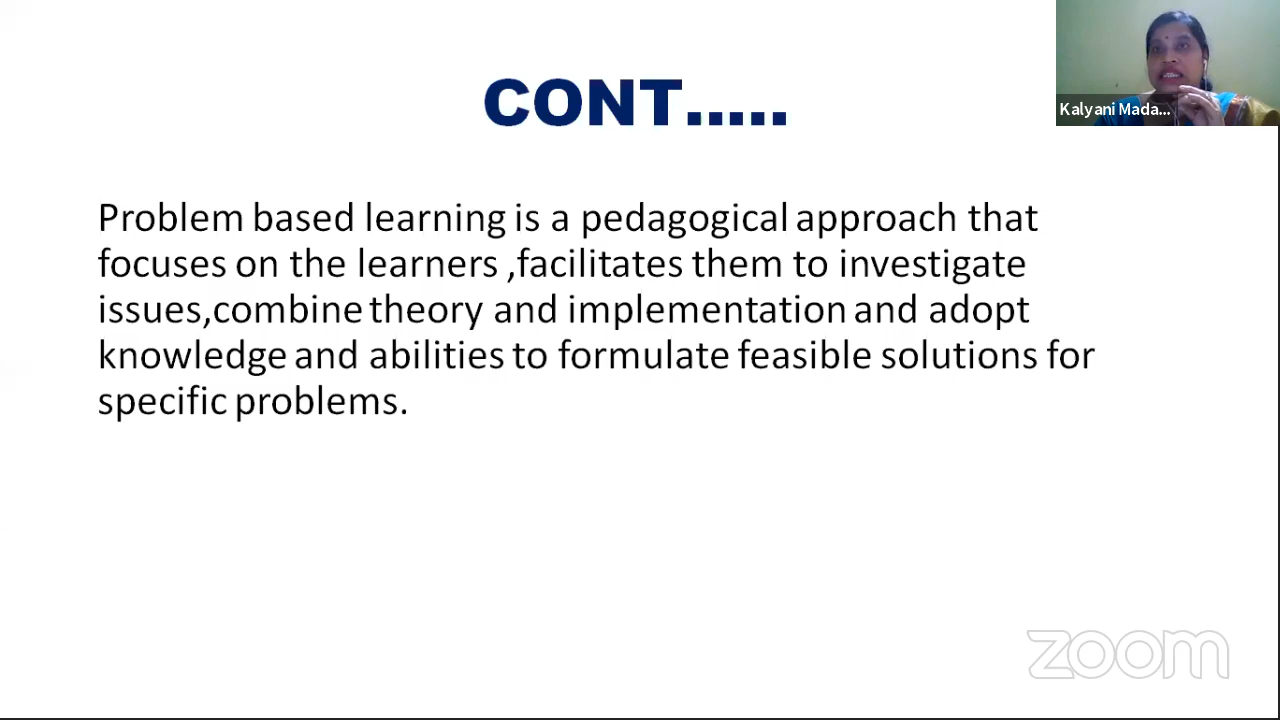 CONT.....
Kalyani Mada...
Problem based learning is a pedagogical approach that
focuses on the learners ,facilitates them to investigate
issues,combine theory and implementation and adopt
knowledge and abilities to formulate feasible solutions for
specific problems.
zoom